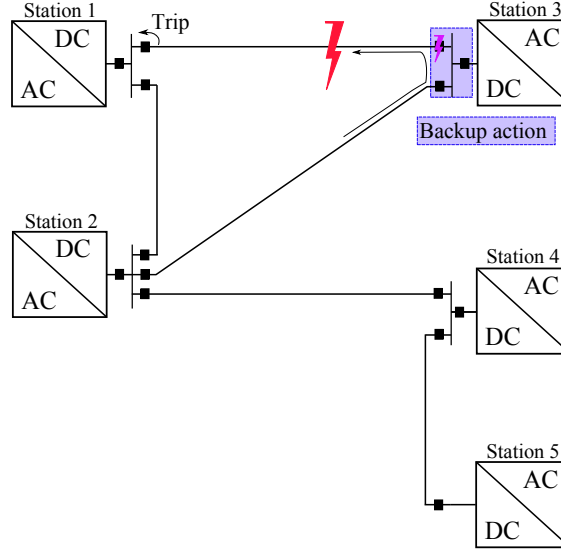 Station 1
DC
AC
Trip
Station 3
AC
DC
Backup action
Station 2
DC
AC
Station 4
AC
DC
Station 5
AC
DC